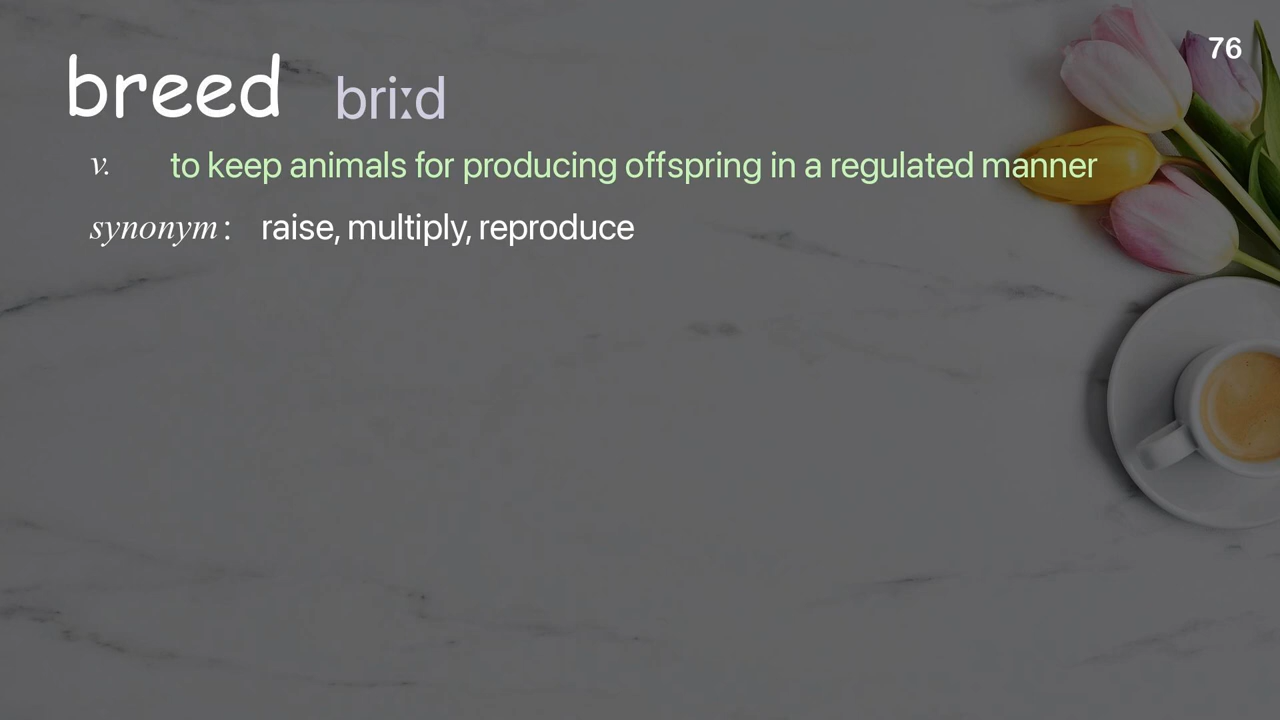 76
breed briːd
v. to keep animals for producing offspring in a regulated manner
synonym : raise, multiply, reproduce